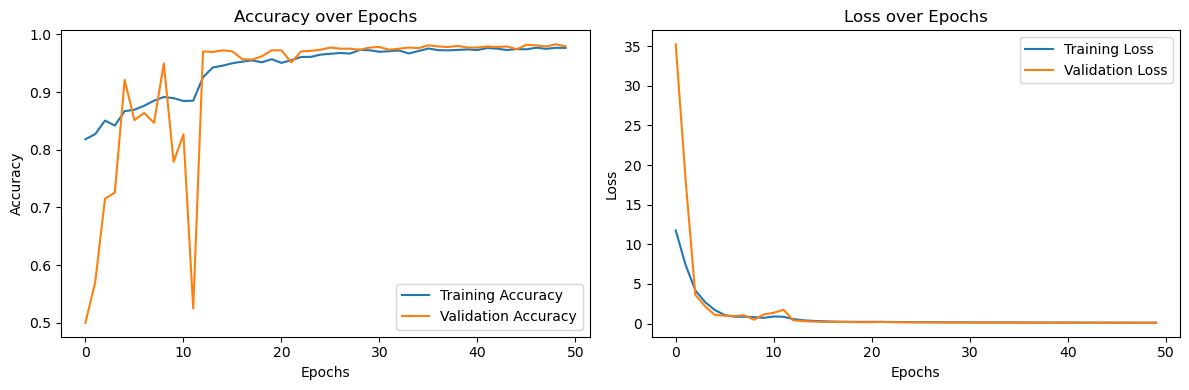 Accuracy over Epochs
1.0
0.9
0.8
0.7
0.6
0.5
Accuracy
0 10 20 30 40 50
Epochs
Training Accuracy
Validation Accuracy
Loss over Epochs
35
30
25
20
15
10
5
0
Loss
0 10 20 30 40 50
Epochs
Training Loss
Validation Loss